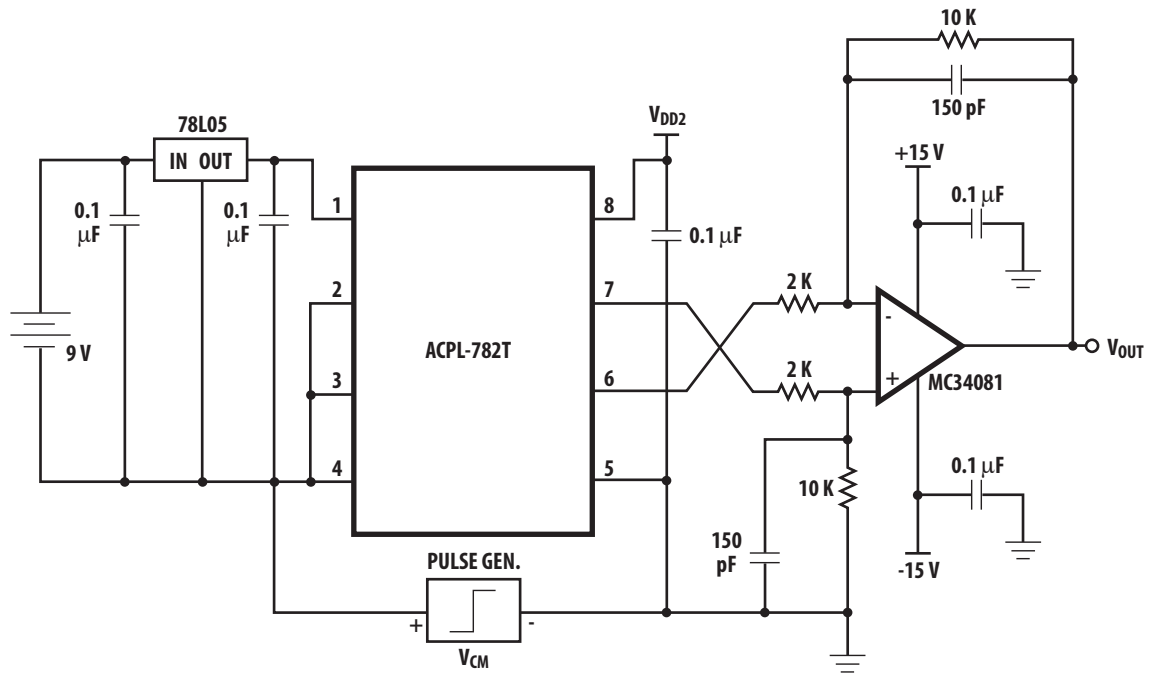 10 K
150 pF
78L05
IN OUT
V_DD2
+15 V
0.1
μF
0.1
μF
1
8
0.1 μF
0.1 μF
2
7
2 K
-
9 V
ACPL-782T
V_OUT
3
6
2 K
+
MC34081
4
5
0.1 μF
10 K
150
pF
-15 V
PULSE GEN.
+
-
V_CM